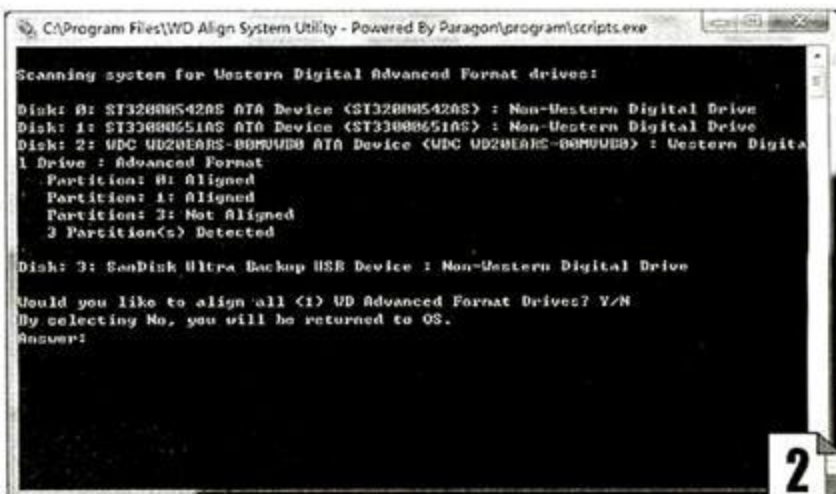 C:\Program Files\WD Align System Utility - Powered By Paragon\program\scripts.exe
Scanning system for Western Digital Advanced Format drives:
Disk: 0: ST32000542AS ATA Device (ST32000542AS) : Non-Western Digital Drive
Disk: 1: ST33000651AS ATA Device (ST33000651AS) : Non-Western Digital Drive
Disk: 2: WDC WD20EARS-00MVWB0 ATA Device (WDC WD20EARS-00MVWB0) : Western Digita
l Drive : Advanced Format
Partition: 0: Aligned
Partition: 1: Aligned
Partition: 3: Not Aligned
3 Partition(s) Detected
Disk: 3: SanDisk Ultra Backup USB Device : Non-Western Digital Drive
Would you like to align all (1) WD Advanced Format Drives? Y/N
By selecting No, you will be returned to OS.
Answer:
2